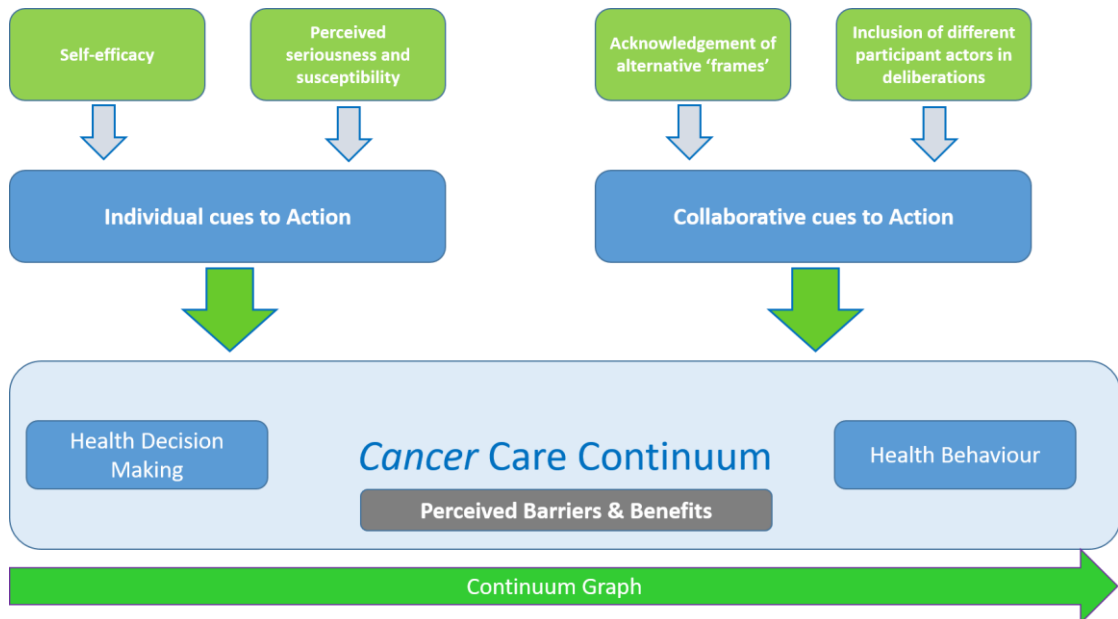 Self-efficacy
Perceived
seriousness and
susceptibility
Acknowledgement of
alternative ‘frames’
Inclusion of different
participant actors in
deliberations
Individual cues to Action
Collaborative cues to Action
Health Decision
Making
Cancer Care Continuum
Health Behaviour
Perceived Barriers & Benefits
Continuum Graph